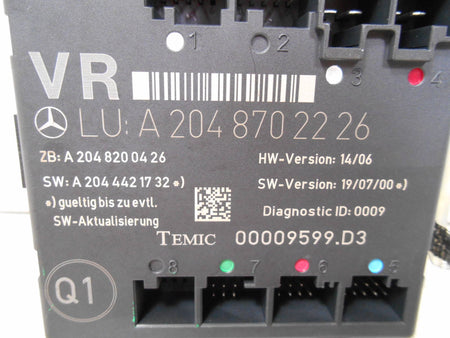 1 2
VR
3 4
LU: A 204 870 22 26
ZB: A 204 820 04 26 HW-Version: 14/06
SW: A 204 442 17 32 *) SW-Version: 19/07/00 *)
*) gueltig bis zu evtl.
SW-Aktualisierung Diagnostic ID: 0009
TEMIC 00009599.D3
8 7 6 5
Q1